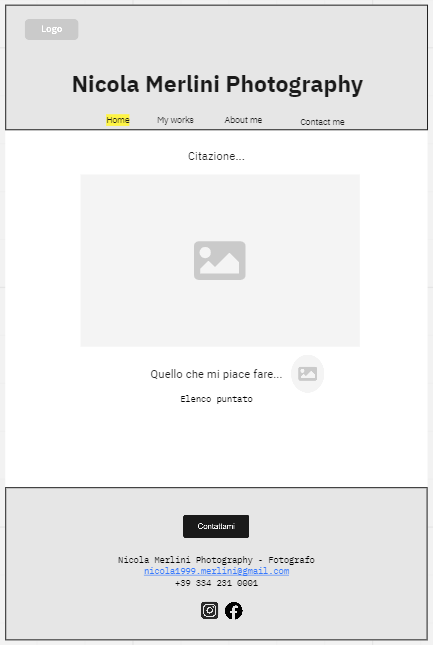 Logo
Nicola Merlini Photography
Home My works About me Contact me
Citazione...
Quello che mi piace fare...
Elenco puntato
Contattami
Nicola Merlini Photography - Fotografo
nicola1999.merlini@gmail.com
+39 334 231 0001